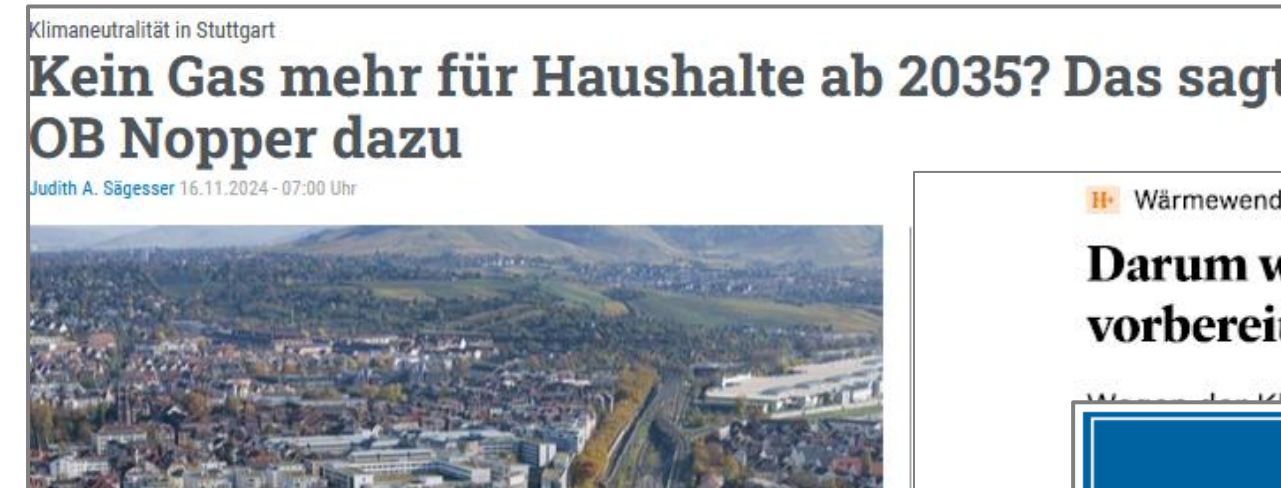 Klimaneutralität in Stuttgart
Kein Gas mehr für Haushalte ab 2035? Das sagt
OB Nopper dazu
Judith A. Sägesser 16.11.2024 - 07:00 Uhr
H+ Wärmewend
Darum w
vorberei